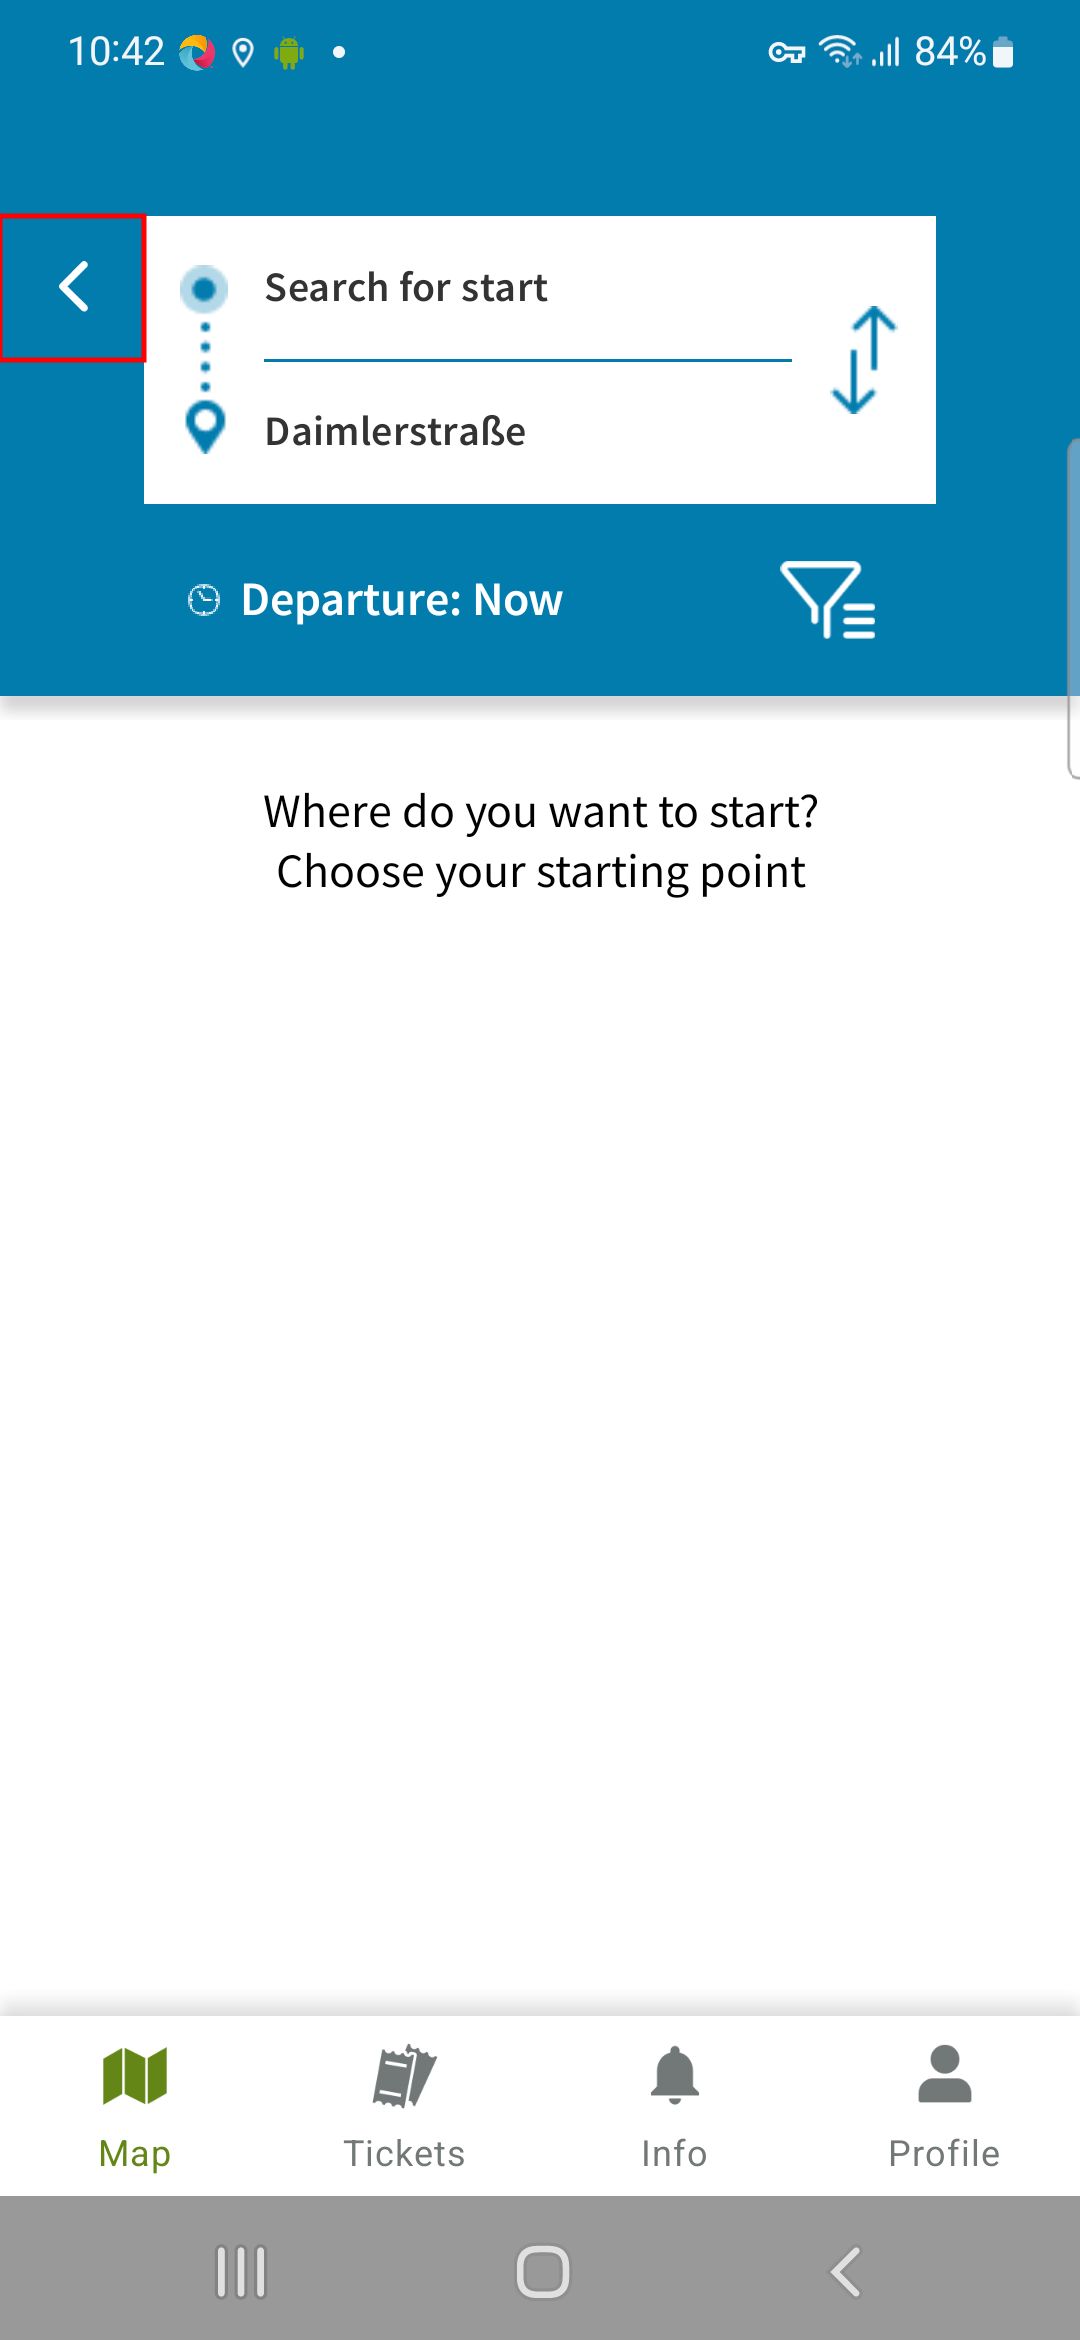 10:42
84%
Search for start
Daimlerstraße
Departure: Now
Where do you want to start?
Choose your starting point
Map
Tickets
Info
Profile